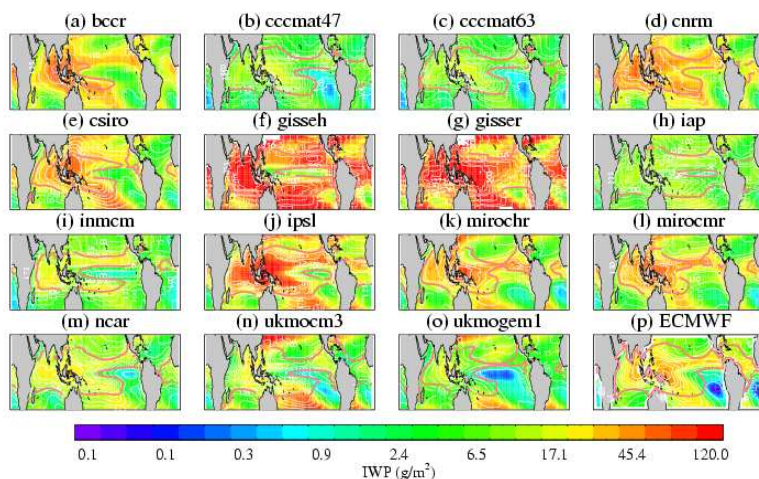 (a) bccr (b) cccmat47 (c) cccmat63 (d) cnrm
(e) csiro (f) gisseh (g) gisser (h) iap
(i) inmcm (j) ipsl (k) mirochr (l) mirocmr
(m) ncar (n) ukmocm3 (o) ukmogem1 (p) ECMWF
0.1 0.1 0.3 0.9 2.4 6.5 17.1 45.4 120.0
IWP (g/m²)